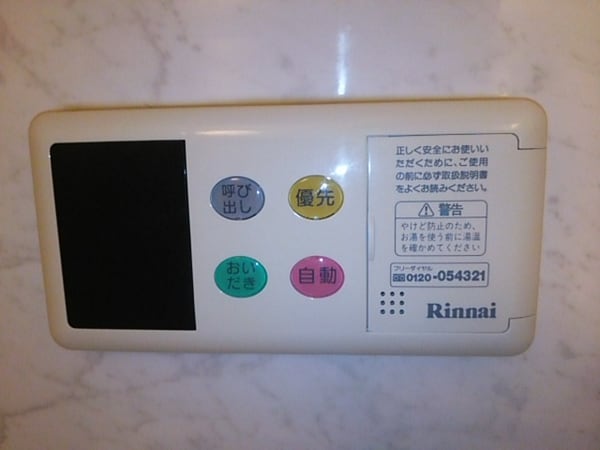 呼び
出し
優先
おい
だき
自動
正しく安全にお使いい
ただくために、ご使用
の前に必ず取扱説明書
をよくお読みください。
警告
やけど防止のため、
お湯を使う前に湯温
を確かめてください
フリーダイヤル
0120-054321
Rinnai